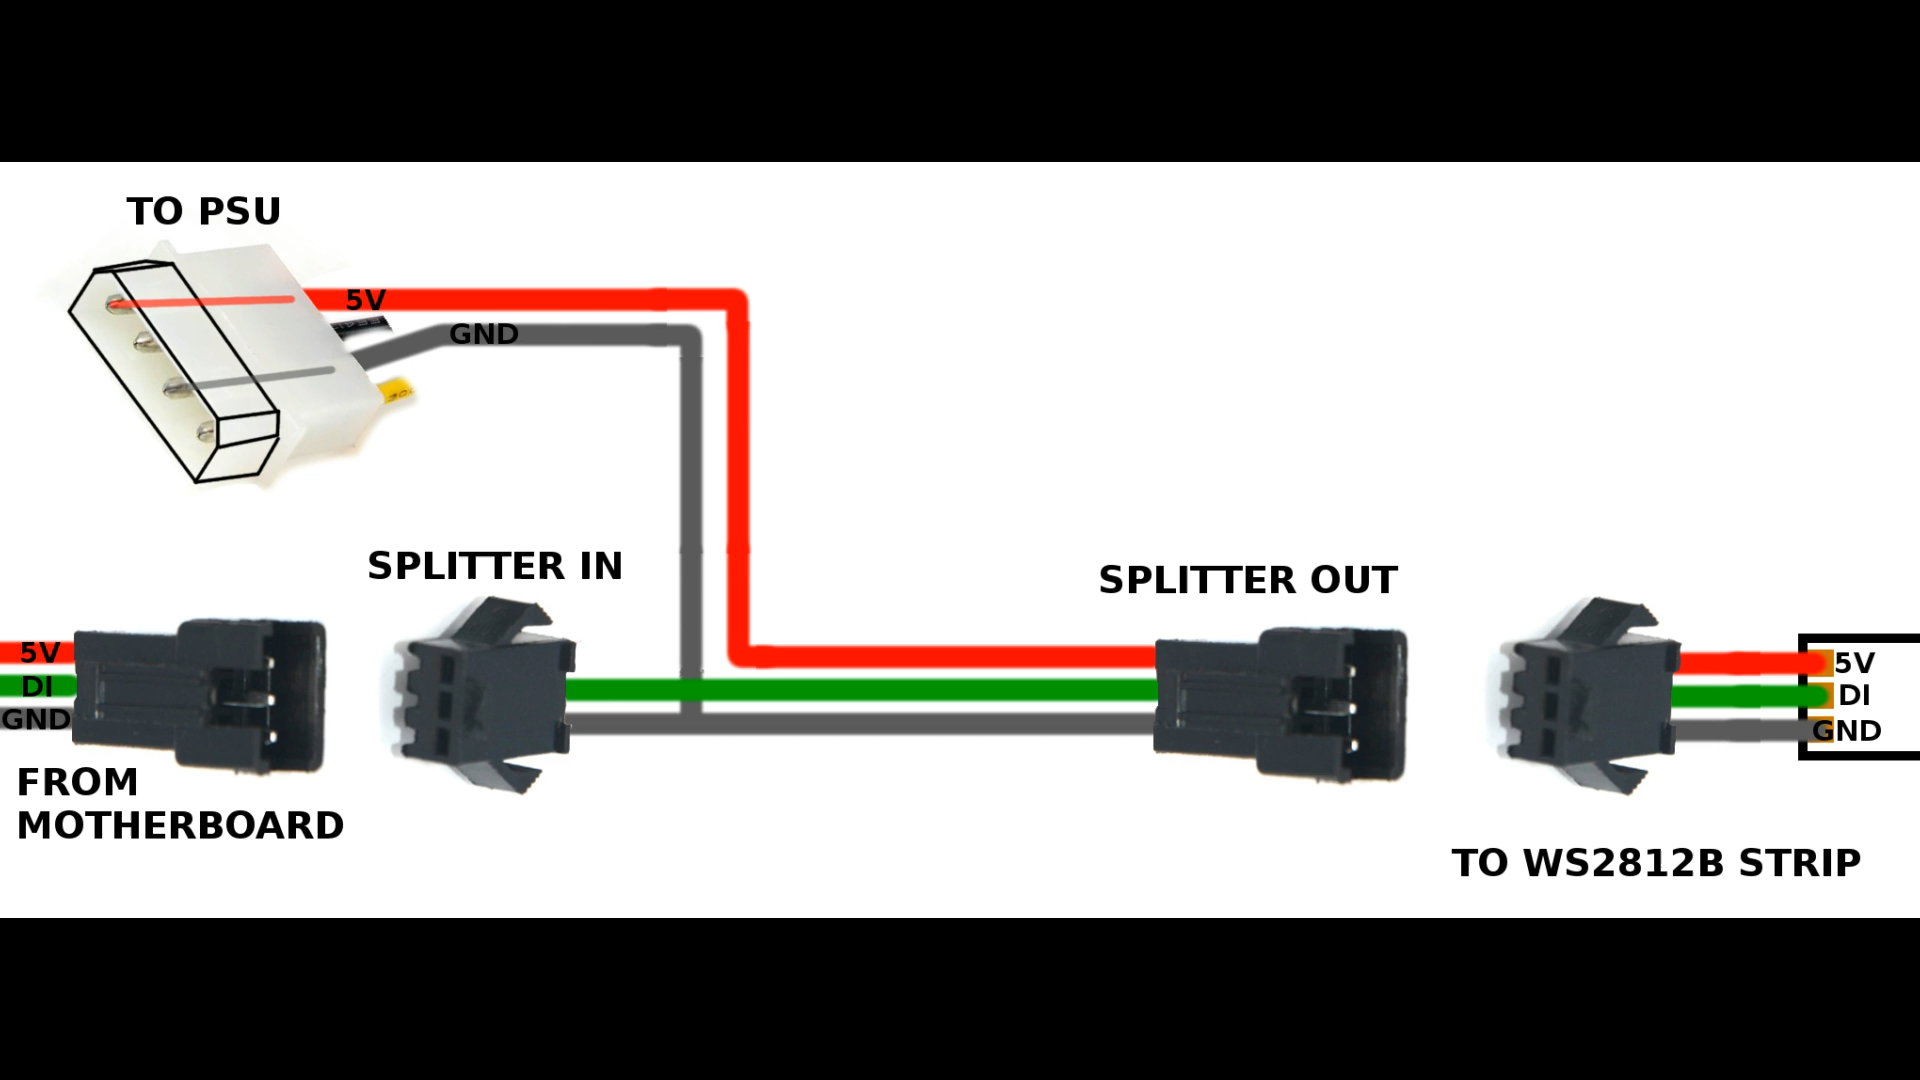 TO PSU
5V
GND
SPLITTER IN
SPLITTER OUT
5V
DI
GND
5V
DI
GND
FROM
MOTHERBOARD
TO WS2812B STRIP